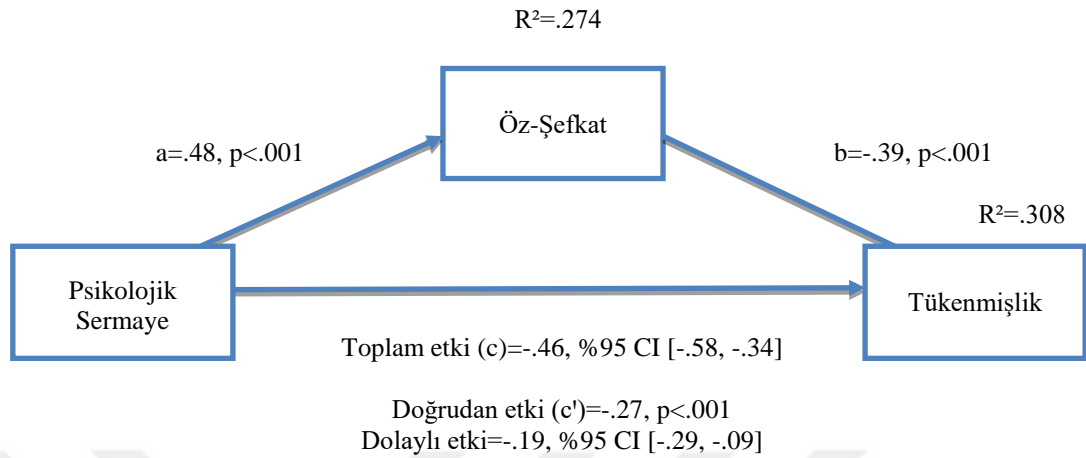 R²=.274
Öz-Şefkat
a=.48, p<.001
b=-.39, p<.001
R²=.308
Psikolojik
Sermaye
Tükenmişlik
Toplam etki (c)=-.46, %95 CI [-.58, -.34]
Doğrudan etki (c')=-.27, p<.001
Dolaylı etki=-.19, %95 CI [-.29, -.09]